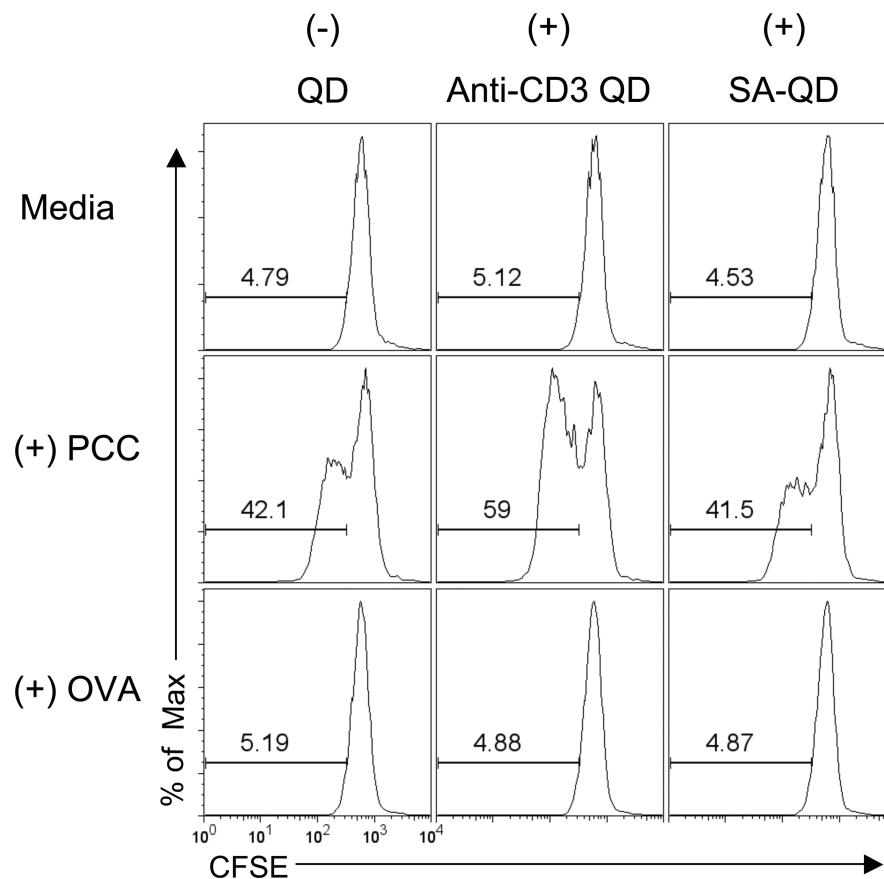 (-) (+) (+)
QD Anti-CD3 QD SA-QD
Media
4.79 5.12 4.53
(+) PCC
42.1 59 41.5
(+) OVA
5.19 4.88 4.87
% of Max
10⁰ 10¹ 10² 10³ 10⁴
CFSE